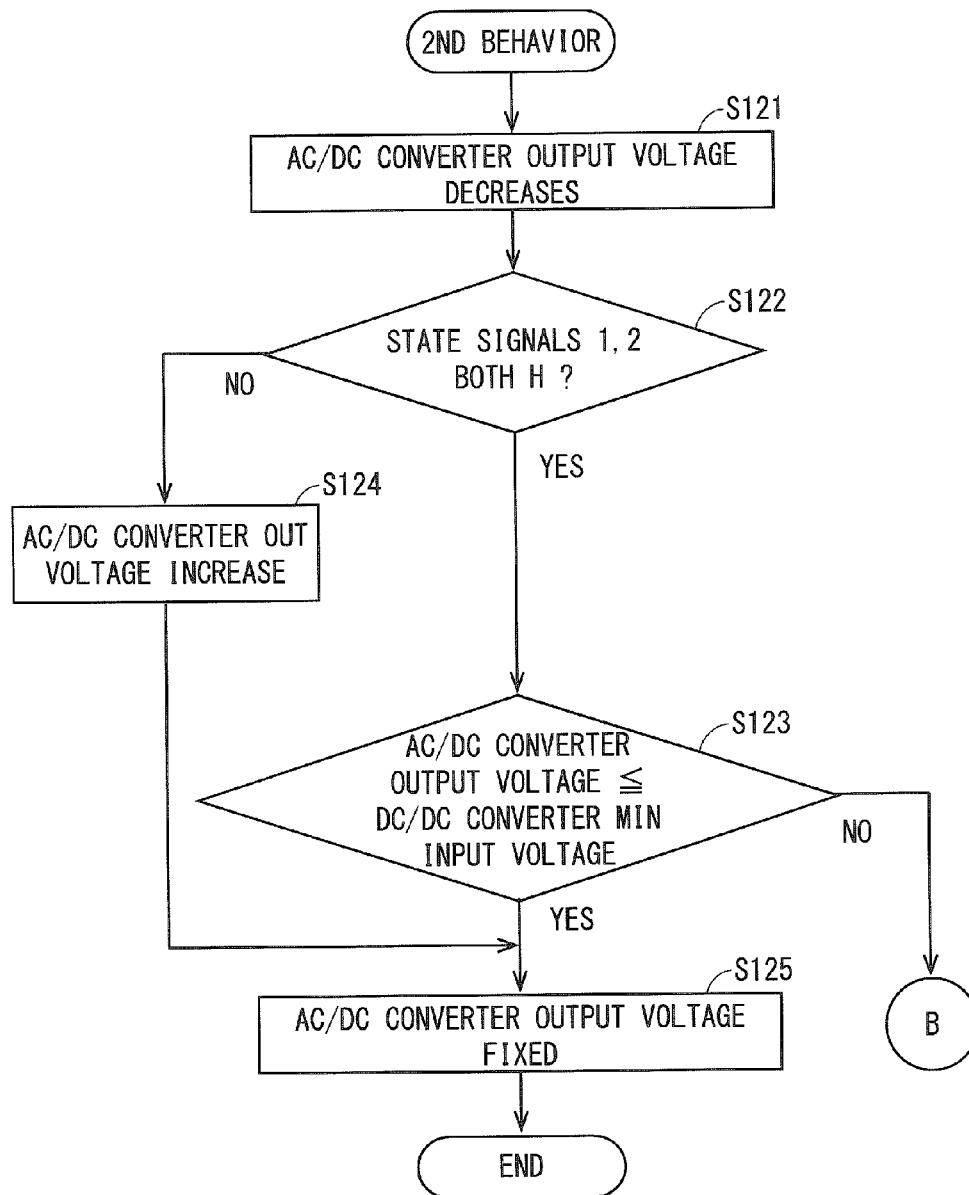 2ND BEHAVIOR
S121
AC/DC CONVERTER OUTPUT VOLTAGE
DECREASES
S122
STATE SIGNALS 1, 2
BOTH H ?
NO
YES
S124
AC/DC CONVERTER OUT
VOLTAGE INCREASE
S123
AC/DC CONVERTER
OUTPUT VOLTAGE ≦
DC/DC CONVERTER MIN
INPUT VOLTAGE
NO
YES
S125
AC/DC CONVERTER OUTPUT VOLTAGE
FIXED
B
END